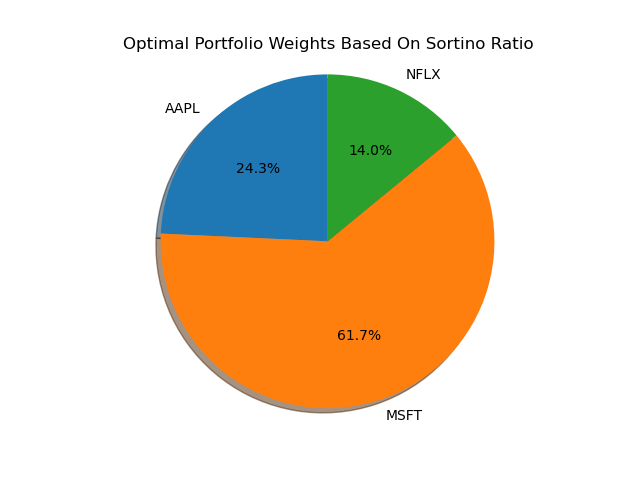 Optimal Portfolio Weights Based On Sortino Ratio
NFLX
AAPL
14.0%
24.3%
61.7%
MSFT